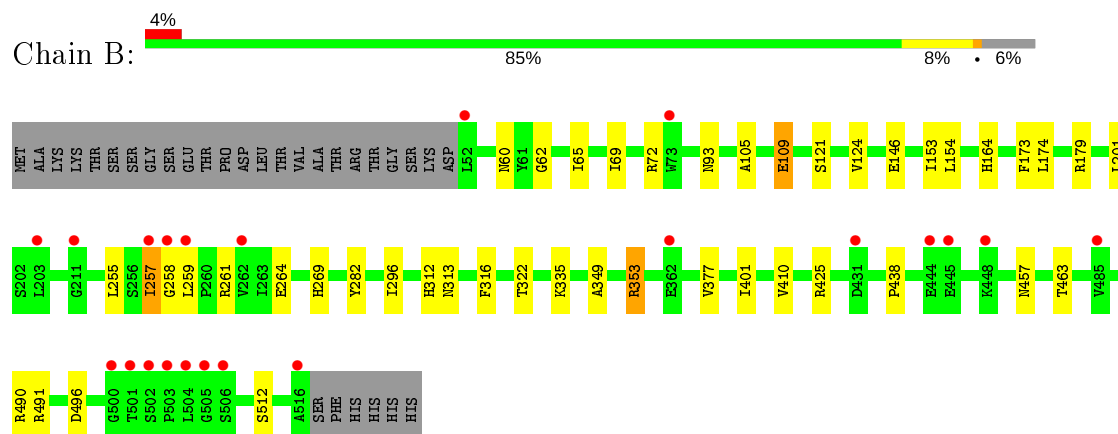 4%
Chain B:
85% 8% • 6%
MET ALA LYS LYS THR SER SER GLY SER GLU THR PRO ASP LEU THR VAL ALA THR ARG THR GLY SER LYS ASP L52 N60 Y61 G62 I65 I69 R72 W73 N93 A105 E109 S121 V124 E146 I153 L154 H164 F173 L174 R179
S202 L203 G211 L255 S256 I257 G258 L259 P260 R261 V262 I263 E264 H269 Y282 I296 H312 N313 F316 T322 K335 A349 R353 E362 V377 I401 V410 R425 D431 P438 E444 E445 K448 N457 T463 V485
R490 R491 D496 G500 T501 S502 P503 L504 G505 S506 S512 A516 SER PHE HIS HIS HIS HIS